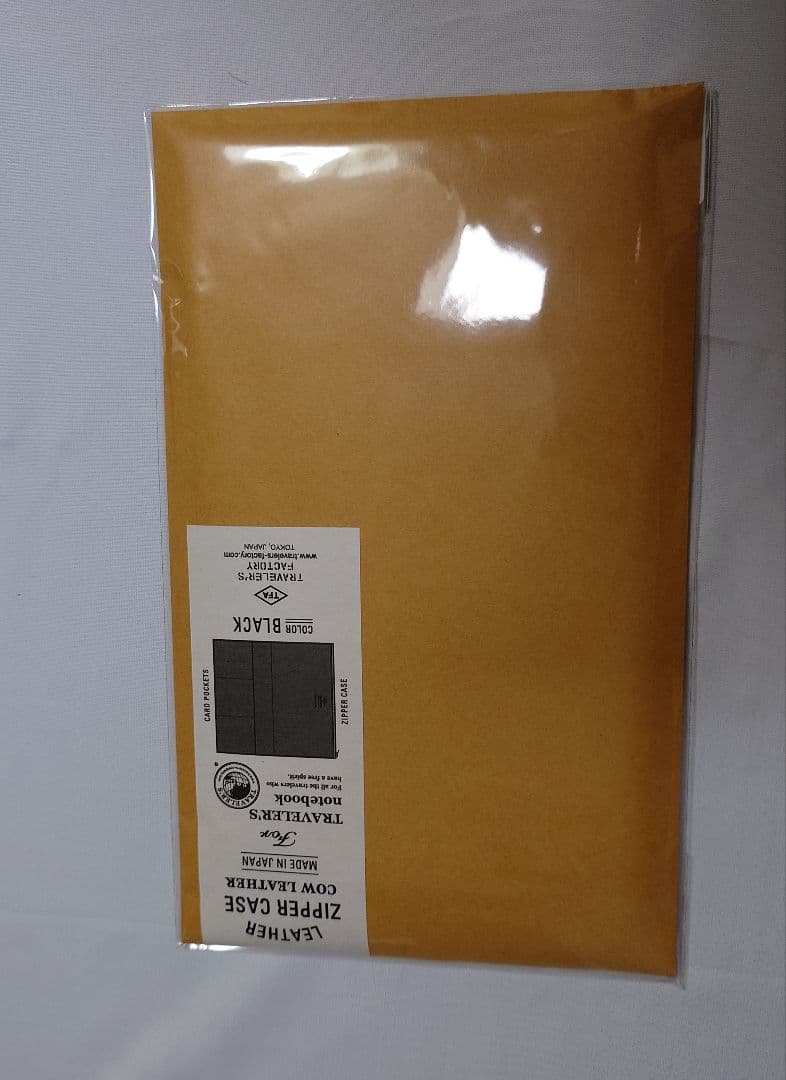 LEATHER
ZIPPER CASE
COW LEATHER
MADE IN JAPAN
For
TRAVELER'S
notebook
For all the travelers who
have a free spirit.
TRAVELER'S
ZIPPER CASE
CARD POCKETS
COLOR BLACK
TFA
TRAVELER'S
FACTORY
www.travelers-factory.com
TOKYO, JAPAN